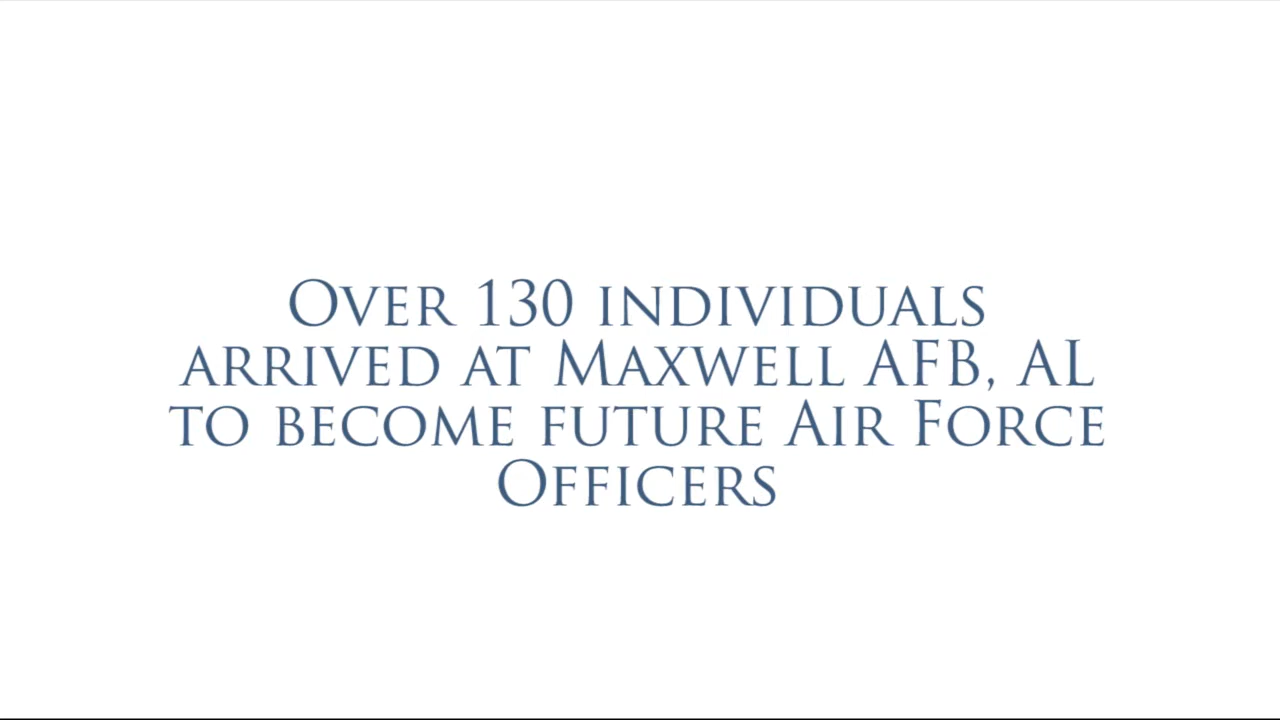 Over 130 individuals
arrived at Maxwell AFB, AL
to become future Air Force
Officers